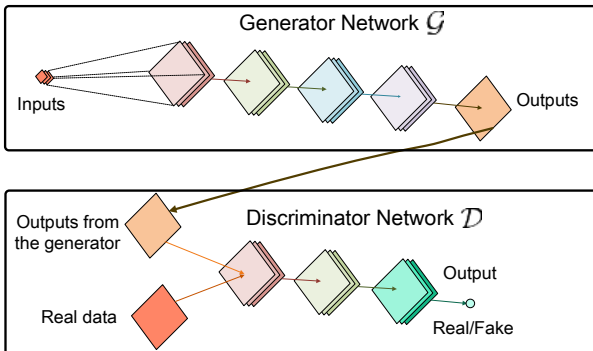 Generator Network 𝒢
Inputs
Outputs
Discriminator Network 𝒟
Outputs from
the generator
Real data
Output
Real/Fake